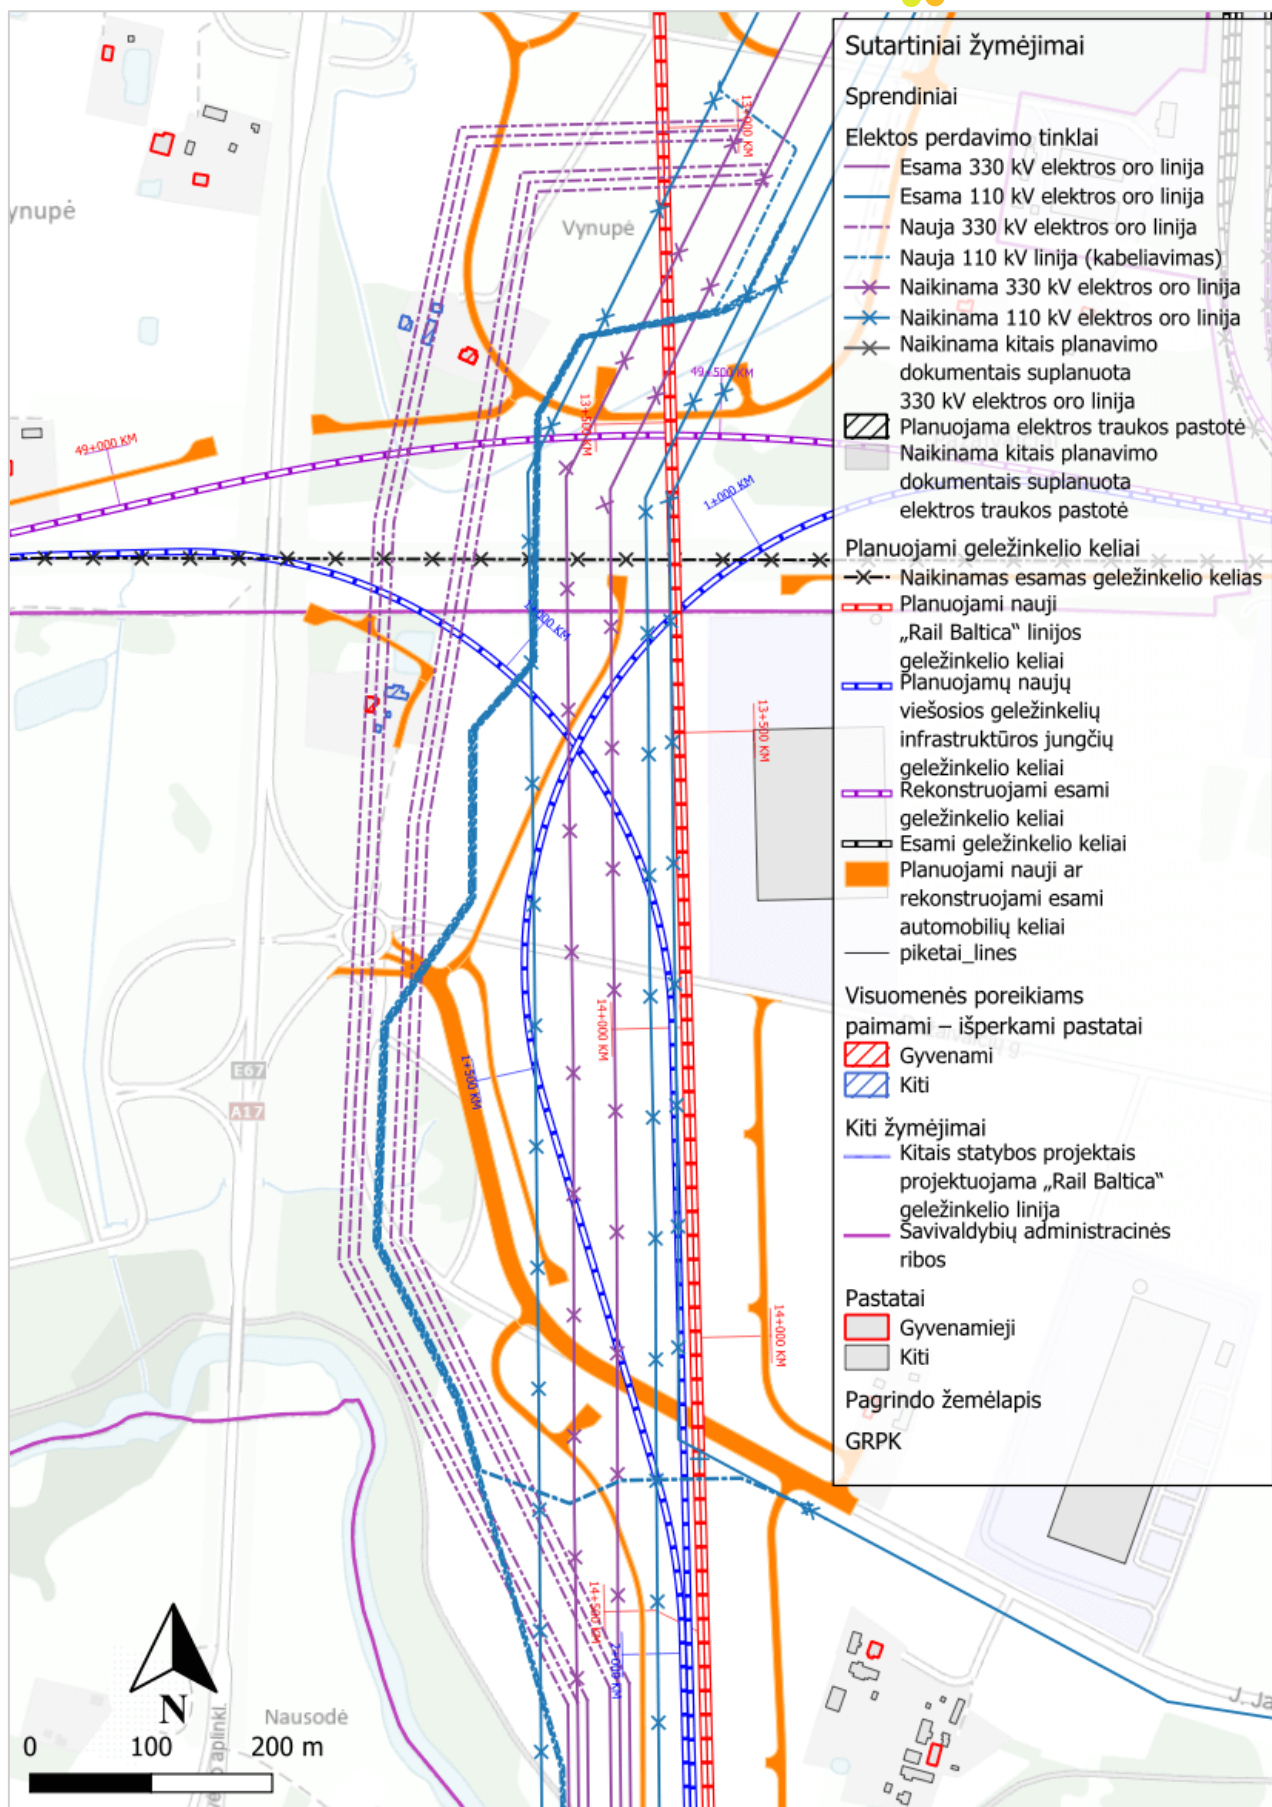 Sutartiniai žymėjimai
Sprendiniai
Elektos perdavimo tinklai
Esama 330 kV elektros oro linija
Esama 110 kV elektros oro linija
Nauja 330 kV elektros oro linija
Nauja 110 kV linija (kabeliavimas)
Naikinama 330 kV elektros oro linija
Naikinama 110 kV elektros oro linija
Naikinama kitais planavimo
dokumentais suplanuota
330 kV elektros oro linija
Planuojama elektros traukos pastotė
Naikinama kitais planavimo
dokumentais suplanuota
elektros traukos pastotė
Planuojami geležinkelio keliai
Naikinamas esamas geležinkelio kelias
Planuojami nauji
„Rail Baltica“ linijos
geležinkelio keliai
Planuojamų naujų
viešosios geležinkelių
infrastruktūros jungčių
geležinkelio keliai
Rekonstruojami esami
geležinkelio keliai
Esami geležinkelio keliai
Planuojami nauji ar
rekonstruojami esami
automobilių keliai
piketai_lines
Visuomenės poreikiams
paimami – išperkami pastatai
Gyvenami
Kiti
Kiti žymėjimai
Kitais statybos projektais
projektuojama „Rail Baltica“
geležinkelio linija
Savivaldybių administracinės
ribos
Pastatai
Gyvenamieji
Kiti
Pagrindo žemėlapis
GRPK
13+000 KM
ynupė
Vynupė
49+500 KM
13+500 KM
49+000 KM
1+000 KM
1+000 KM
13+500 KM
14+000 KM
1+500 KM
E67
A17
14+000 KM
14+500 KM
2+000 KM
Nausodė
aplinkl.
J. Ja
N
0 100 200 m